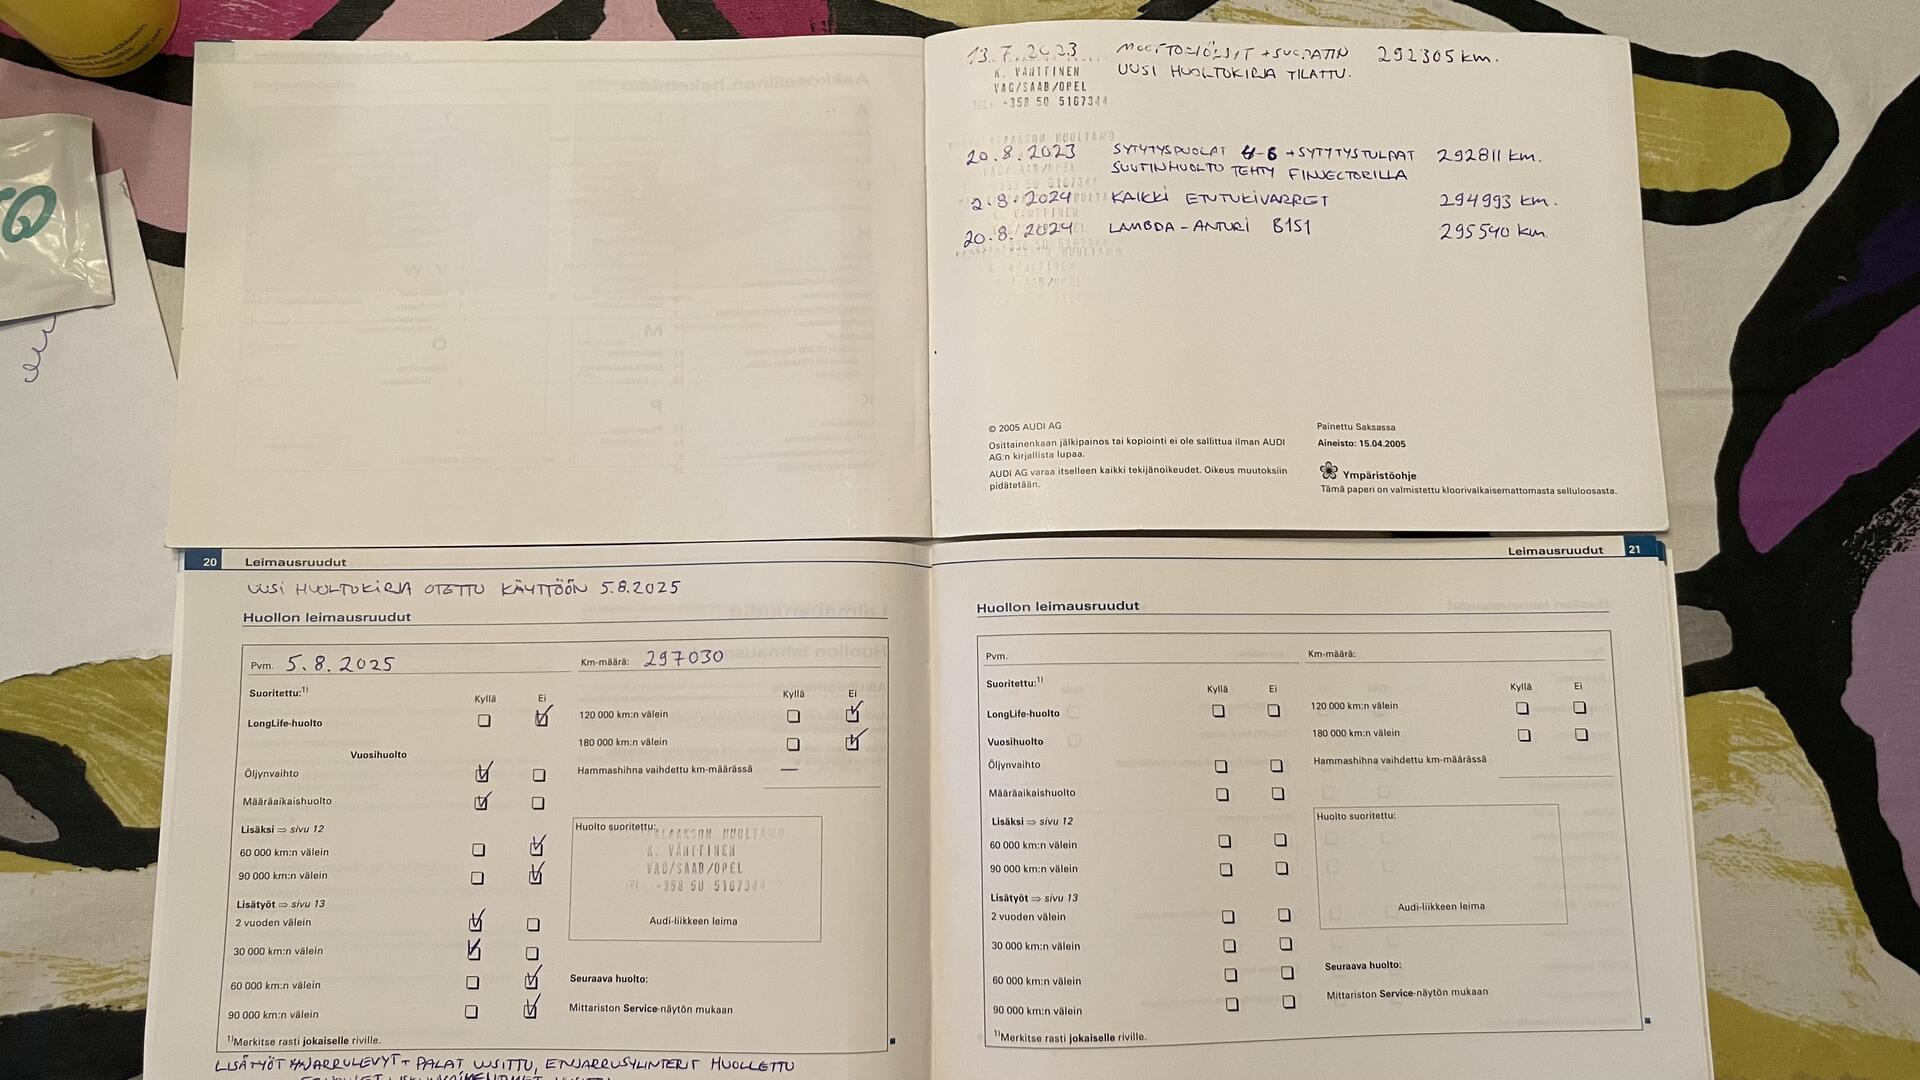 13.7.2023 MOOTTORIÖLJYT + SUODATIN 292305 km.
K. VÄNTTINEN
UUSI HUOLTOKIRJA TILATTU.
VAG/SAAB/OPEL
TEL: +358 50 5167344
20.8.2023 SYTYTYSPUOLAT 4-6 + SYTYTYSTULPAT 292811 km.
SUUTINHUOLTO TEHTY FINJECTORILLA
2.8.2024 KAIKKI ETUTUKIVARRET 294993 km.
20.8.2024 LAMBDA-ANTURI B1S1 295540 km.
© 2005 AUDI AG
Osittainenkaan jälkipainos tai kopiointi ei ole sallittua ilman AUDI
AG:n kirjallista lupaa.
AUDI AG varaa itselleen kaikki tekijänoikeudet. Oikeus muutoksiin
pidätetään.
Painettu Saksassa
Aineisto: 15.04.2005
Ympäristöohje
Tämä paperi on valmistettu kloorivalkaisemattomasta selluloosasta.
20 Leimausruudut
UUSI HUOLTOKIRJA OTETTU KÄYTTÖÖN 5.8.2025
Huollon leimausruudut
Pvm. 5.8.2025 Km-määrä: 297030
Suoritettu:1)
Kyllä Ei
LongLife-huolto
Vuosihuolto
Öljynvaihto
Määräaikaishuolto
Lisäksi ⇒ sivu 12
60 000 km:n välein
90 000 km:n välein
Lisätyöt ⇒ sivu 13
2 vuoden välein
30 000 km:n välein
60 000 km:n välein
90 000 km:n välein
1)Merkitse rasti jokaiselle riville.
Kyllä Ei
120 000 km:n välein
180 000 km:n välein
Hammashihna vaihdettu km-määrässä —
Huolto suoritettu:
HUOLTAMO
K. VÄNTTINEN
VAG/SAAB/OPEL
TEL: +358 50 5167344
Audi-liikkeen leima
Seuraava huolto:
Mittariston Service-näytön mukaan
PALAT UUSITTU, ETUJARRUSYLINTERIT HUOLLETTU
Leimausruudut 21
Huollon leimausruudut
Pvm. Km-määrä:
Suoritettu:1)
Kyllä Ei
LongLife-huolto
Vuosihuolto
Öljynvaihto
Määräaikaishuolto
Lisäksi ⇒ sivu 12
60 000 km:n välein
90 000 km:n välein
Lisätyöt ⇒ sivu 13
2 vuoden välein
30 000 km:n välein
60 000 km:n välein
90 000 km:n välein
1)Merkitse rasti jokaiselle riville.
Kyllä Ei
120 000 km:n välein
180 000 km:n välein
Hammashihna vaihdettu km-määrässä
Huolto suoritettu:
Audi-liikkeen leima
Seuraava huolto:
Mittariston Service-näytön mukaan